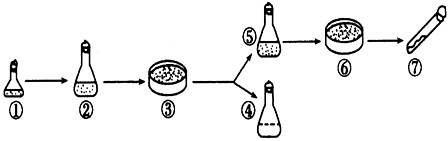 ① ② ③ ⑤ ④ ⑥ ⑦